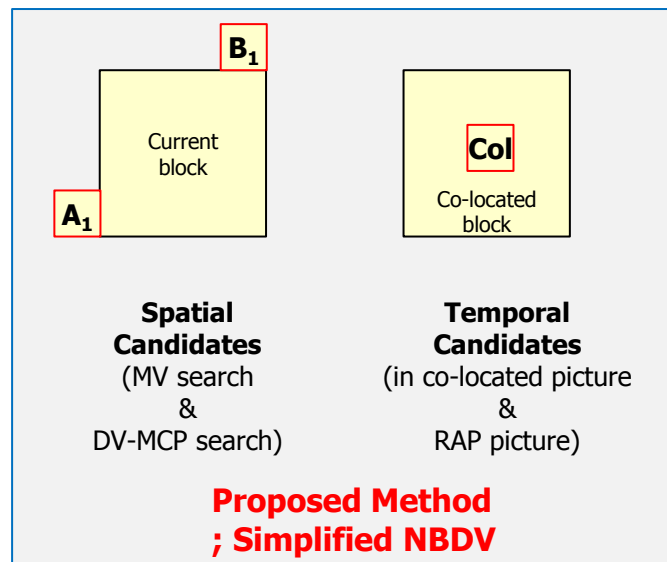 B1
Current
block
A1
Col
Co-located
block
Spatial
Candidates
(MV search
&
DV-MCP search)
Temporal
Candidates
(in co-located picture
&
RAP picture)
Proposed Method
; Simplified NBDV